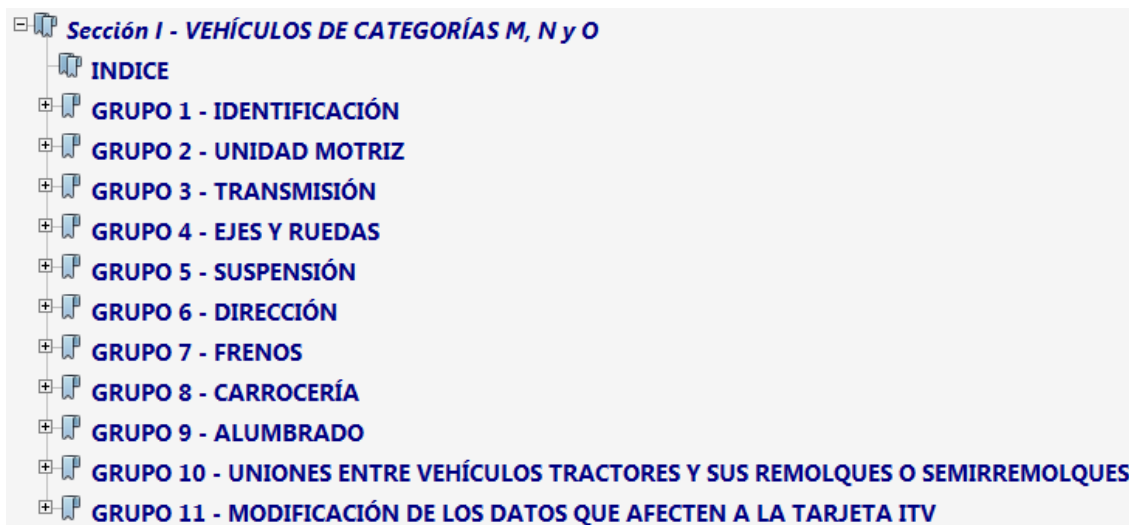 Sección I - VEHÍCULOS DE CATEGORÍAS M, N y O
INDICE
GRUPO 1 - IDENTIFICACIÓN
GRUPO 2 - UNIDAD MOTRIZ
GRUPO 3 - TRANSMISIÓN
GRUPO 4 - EJES Y RUEDAS
GRUPO 5 - SUSPENSIÓN
GRUPO 6 - DIRECCIÓN
GRUPO 7 - FRENOS
GRUPO 8 - CARROCERÍA
GRUPO 9 - ALUMBRADO
GRUPO 10 - UNIONES ENTRE VEHÍCULOS TRACTORES Y SUS REMOLQUES O SEMIRREMOLQUES
GRUPO 11 - MODIFICACIÓN DE LOS DATOS QUE AFECTEN A LA TARJETA ITV